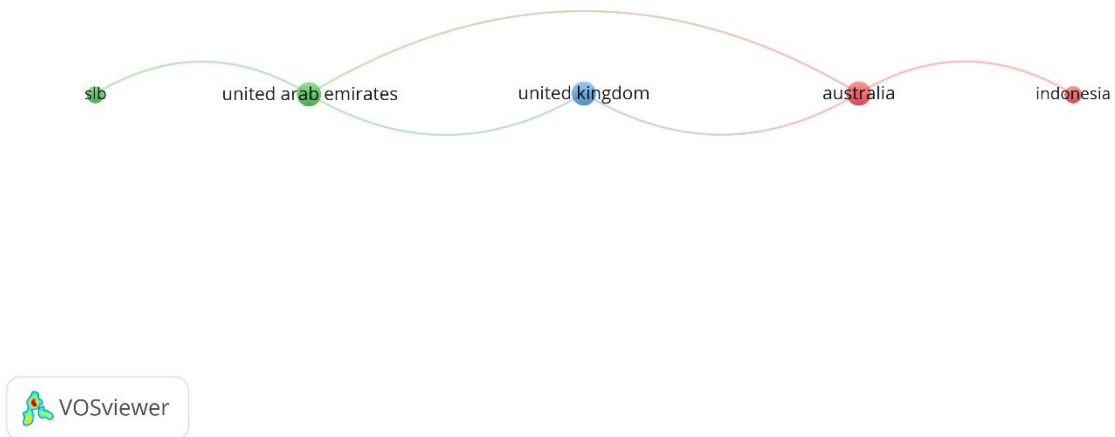 slb
united arab emirates
united kingdom
australia
indonesia
VOSviewer